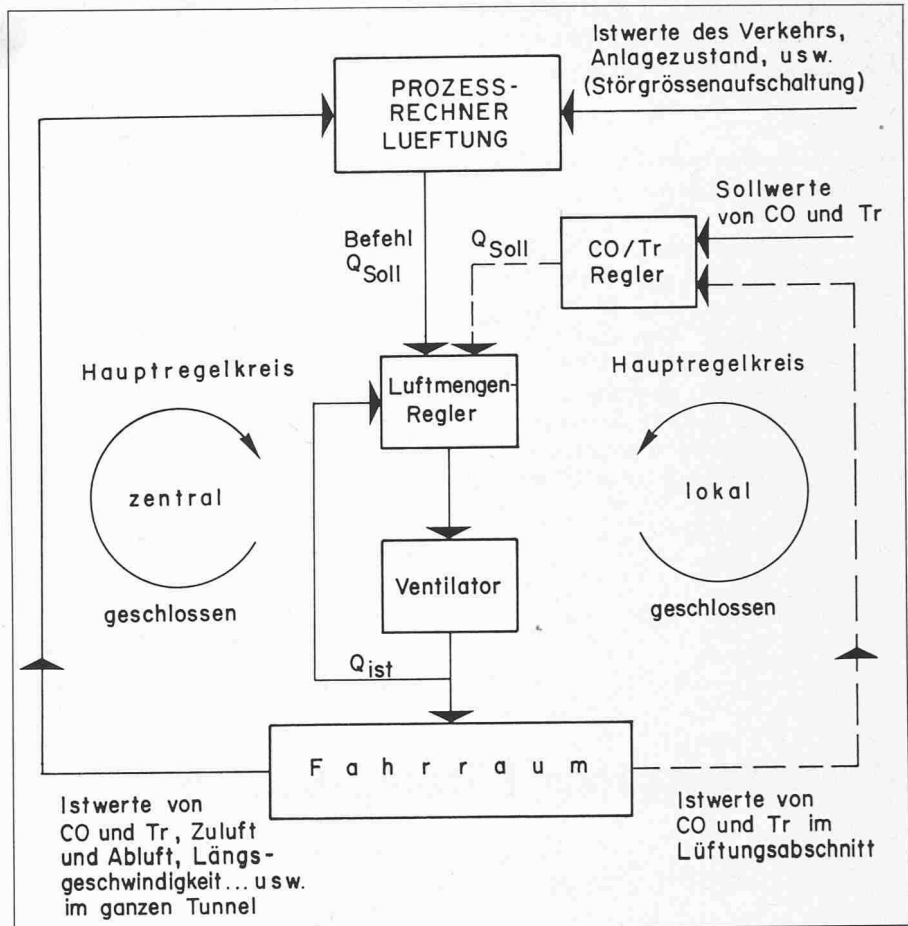 Istwerte des Verkehrs,
Anlagezustand, usw.
(Störgrössenaufschaltung)
PROZESS-
RECHNER
LUEFTUNG
Sollwerte
von CO und Tr
Befehl
QSoll
QSoll
CO/Tr
Regler
Hauptregelkreis
Luftmengen-
Regler
Hauptregelkreis
zentral
lokal
Ventilator
geschlossen
geschlossen
Qist
Fahrraum
Istwerte von
CO und Tr, Zuluft
und Abluft, Längs-
geschwindigkeit... usw.
im ganzen Tunnel
Istwerte von
CO und Tr im
Lüftungsabschnitt